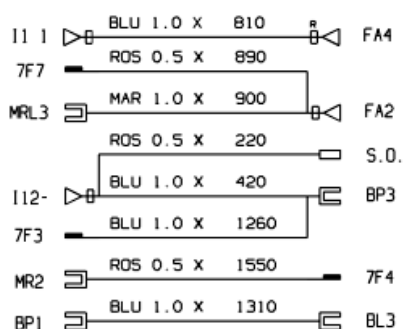 I1 1 BLU 1.0 X 810 R FA4
7F7 ROS 0.5 X 890
MRL3 MAR 1.0 X 900 FA2
ROS 0.5 X 220 S.O.
I12- BLU 1.0 X 420 BP3
7F3 BLU 1.0 X 1260
MR2 ROS 0.5 X 1550 7F4
BP1 BLU 1.0 X 1310 BL3